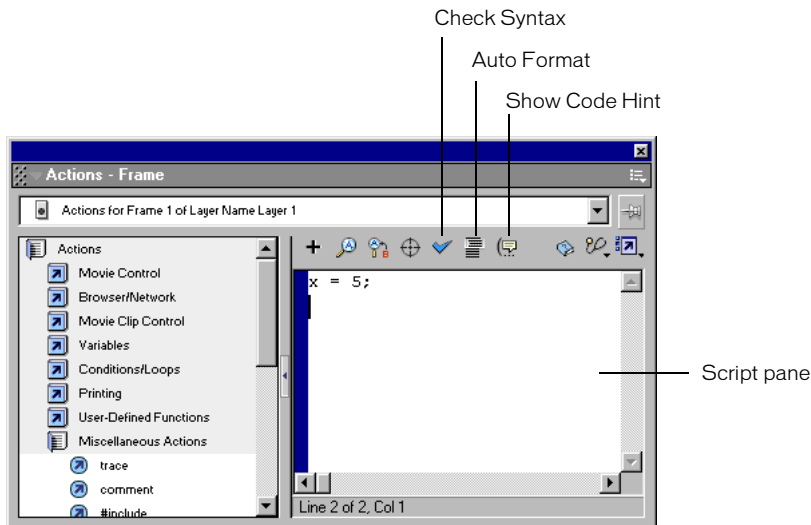 Check Syntax
Auto Format
Show Code Hint
Actions - Frame
Actions for Frame 1 of Layer Name Layer 1
Actions
Movie Control
Browser/Network
Movie Clip Control
Variables
Conditions/Loops
Printing
User-Defined Functions
Miscellaneous Actions
trace
comment
#include
x = 5;
Script pane
Line 2 of 2, Col 1